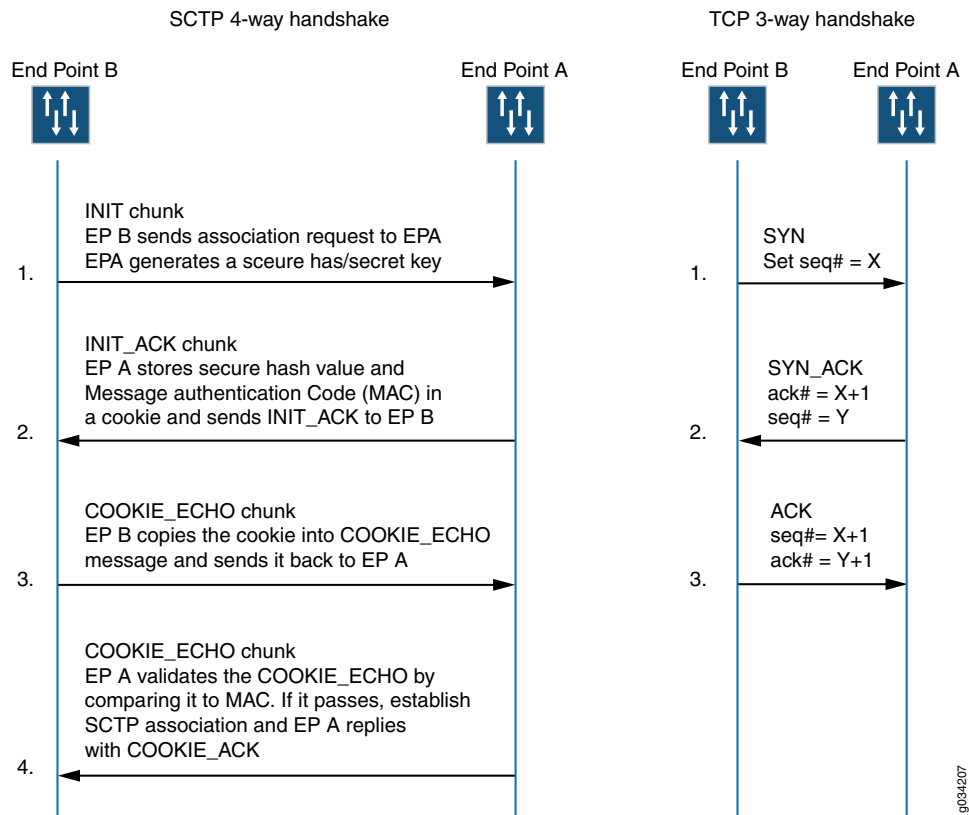 SCTP 4-way handshake
End Point B
End Point A
INIT chunk
EP B sends association request to EPA
EPA generates a sceure has/secret key
1.
INIT_ACK chunk
EP A stores secure hash value and
Message authentication Code (MAC) in
a cookie and sends INIT_ACK to EP B
2.
COOKIE_ECHO chunk
EP B copies the cookie into COOKIE_ECHO
message and sends it back to EP A
3.
COOKIE_ECHO chunk
EP A validates the COOKIE_ECHO by
comparing it to MAC. If it passes, establish
SCTP association and EP A replies
with COOKIE_ACK
4.
TCP 3-way handshake
End Point B
End Point A
SYN
Set seq# = X
1.
SYN_ACK
ack# = X+1
seq# = Y
2.
ACK
seq#= X+1
ack# = Y+1
3.
g034207